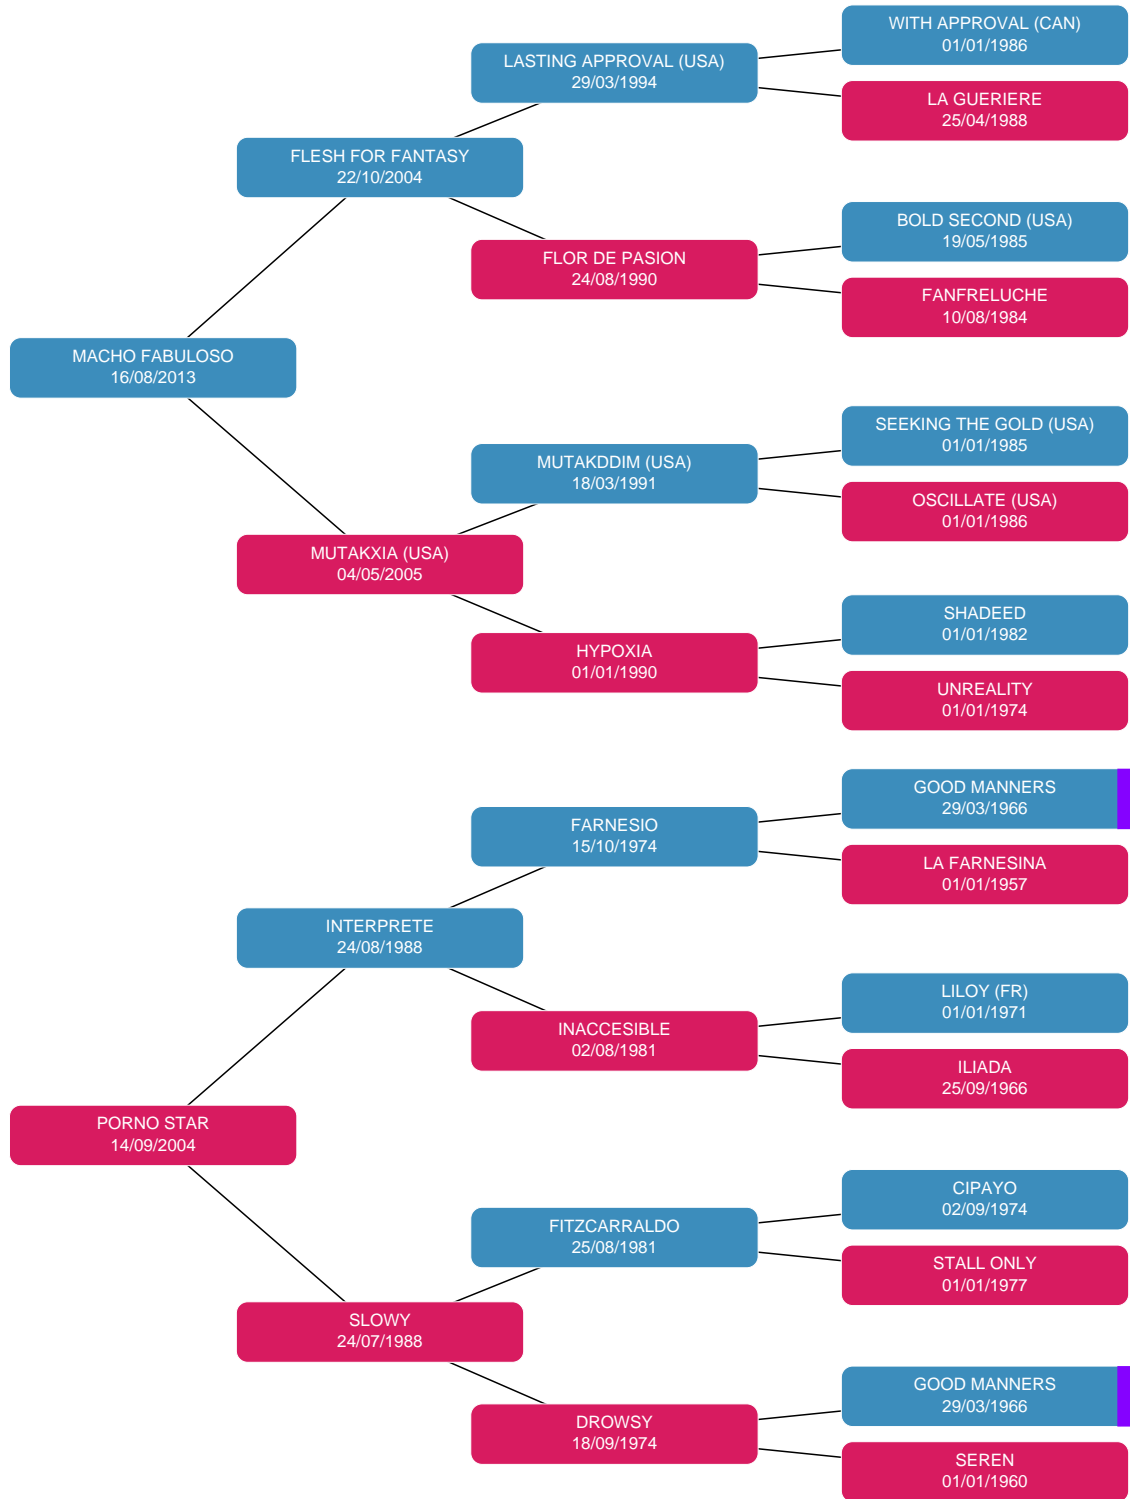 WITH APPROVAL (CAN)
01/01/1986
LASTING APPROVAL (USA)
29/03/1994
LA GUERIERE
25/04/1988
FLESH FOR FANTASY
22/10/2004
BOLD SECOND (USA)
19/05/1985
FLOR DE PASION
24/08/1990
FANFRELUCHE
10/08/1984
MACHO FABULOSO
16/08/2013
SEEKING THE GOLD (USA)
01/01/1985
MUTAKDDIM (USA)
18/03/1991
OSCILLATE (USA)
01/01/1986
MUTAKXIA (USA)
04/05/2005
SHADEED
01/01/1982
HYPOXIA
01/01/1990
UNREALITY
01/01/1974
GOOD MANNERS
29/03/1966
FARNESIO
15/10/1974
LA FARNESINA
01/01/1957
INTERPRETE
24/08/1988
LILOY (FR)
01/01/1971
INACCESIBLE
02/08/1981
ILIADA
25/09/1966
PORNO STAR
14/09/2004
CIPAYO
02/09/1974
FITZCARRALDO
25/08/1981
STALL ONLY
01/01/1977
SLOWY
24/07/1988
GOOD MANNERS
29/03/1966
DROWSY
18/09/1974
SEREN
01/01/1960